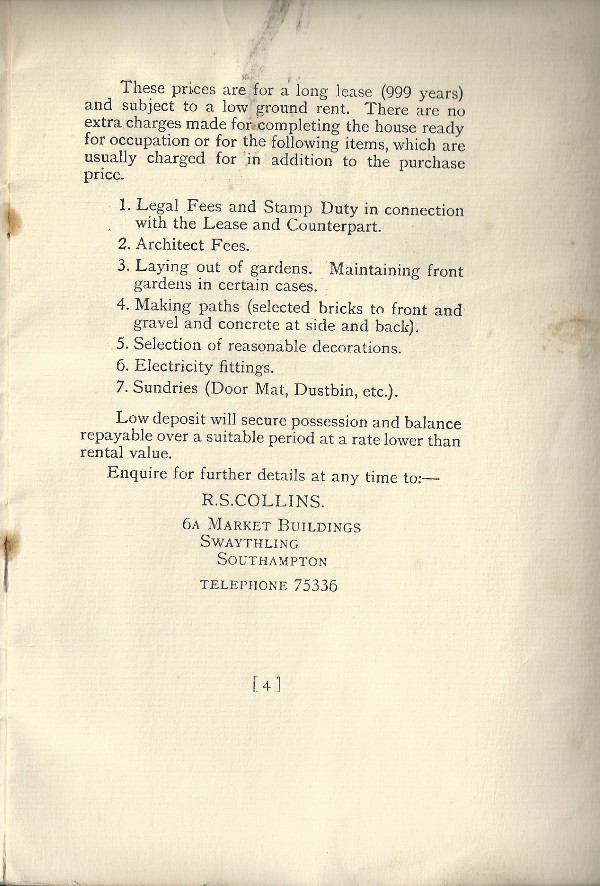 These prices are for a long lease (999 years)
and subject to a low ground rent. There are no
extra charges made for completing the house ready
for occupation or for the following items, which are
usually charged for in addition to the purchase
price.
1. Legal Fees and Stamp Duty in connection
with the Lease and Counterpart.
2. Architect Fees.
3. Laying out of gardens. Maintaining front
gardens in certain cases.
4. Making paths (selected bricks to front and
gravel and concrete at side and back).
5. Selection of reasonable decorations.
6. Electricity fittings.
7. Sundries (Door Mat, Dustbin, etc.).
Low deposit will secure possession and balance
repayable over a suitable period at a rate lower than
rental value.
Enquire for further details at any time to:—
R.S.COLLINS.
6A MARKET BUILDINGS
SWAYTHLING
SOUTHAMPTON
TELEPHONE 75336
[4]